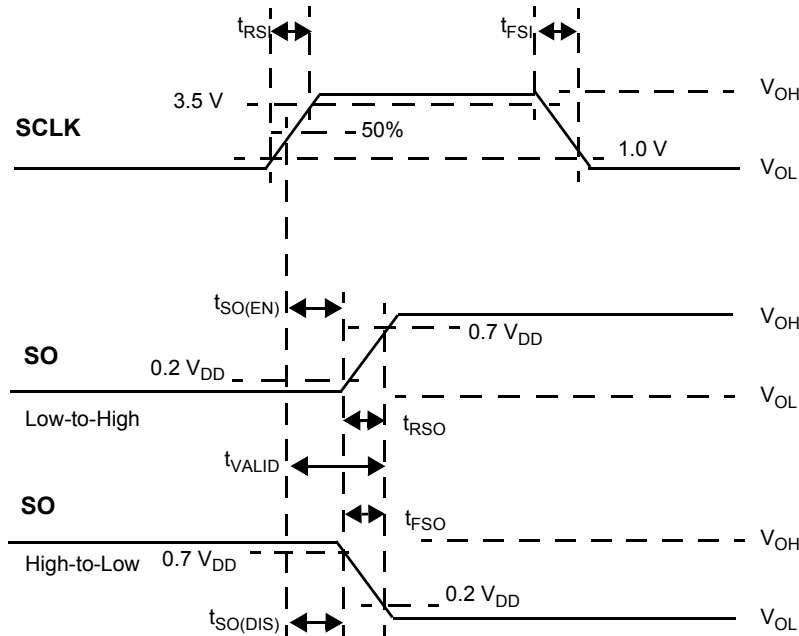 tRSI
tFSI
3.5 V
VOH
SCLK
50%
1.0 V
VOL
tSO(EN)
VOH
0.7 VDD
SO
0.2 VDD
VOL
Low-to-High
tRSO
tVALID
SO
tFSO
VOH
High-to-Low
0.7 VDD
0.2 VDD
tSO(DIS)
VOL